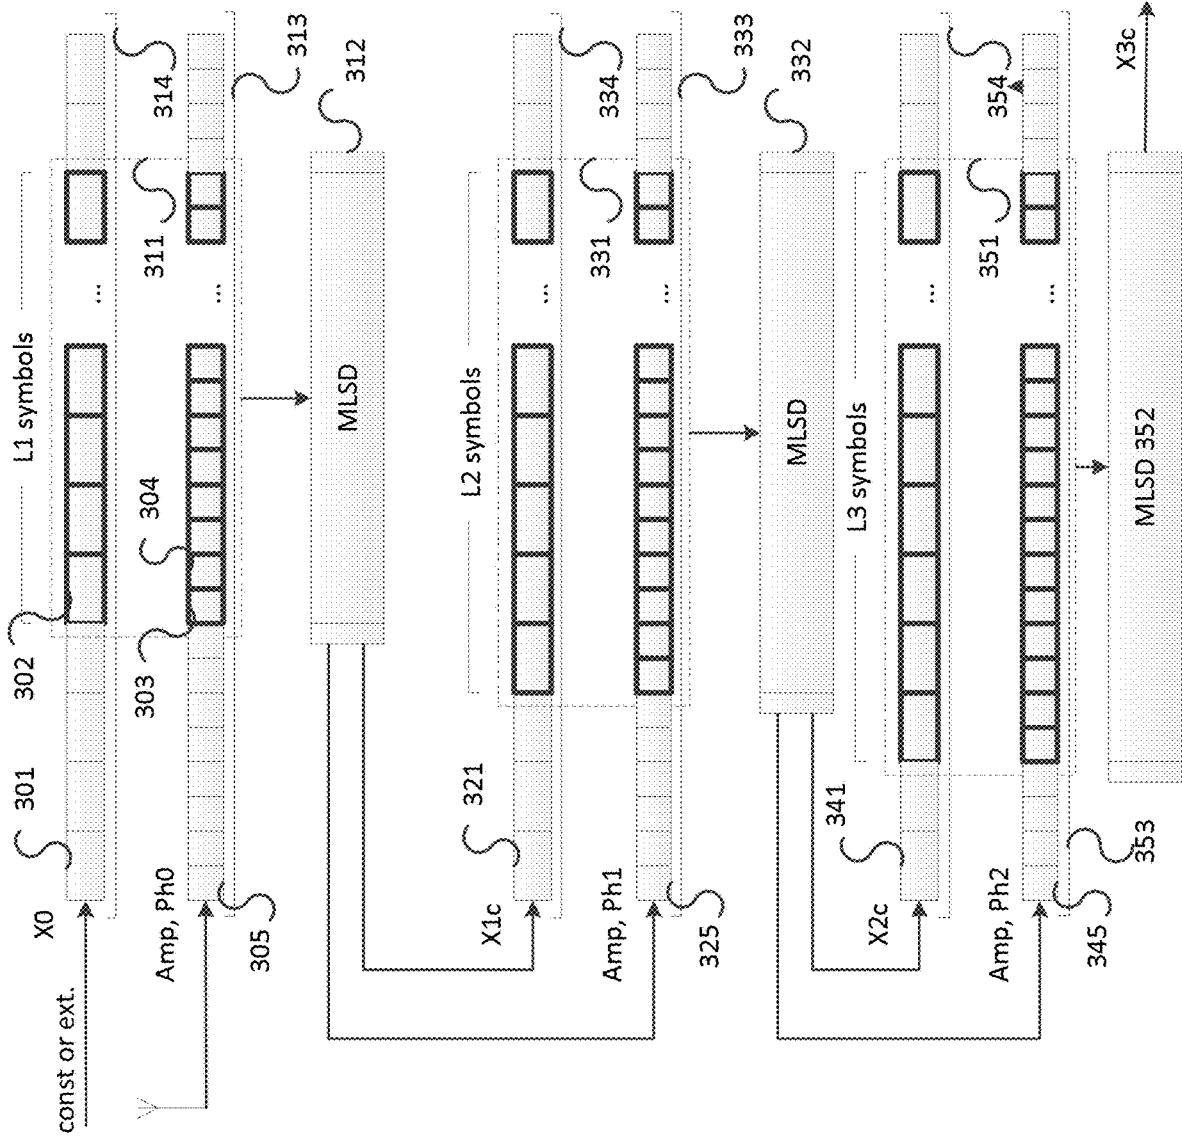 const or ext.
X0
301
302
L1 symbols
...
314
Amp, Ph0
305
303
304
...
311
313
MLSD
312
X1c
321
L2 symbols
...
334
Amp, Ph1
325
...
331
333
MLSD
332
X2c
341
L3 symbols
...
354
Amp, Ph2
345
353
...
351
MLSD 352
X3c